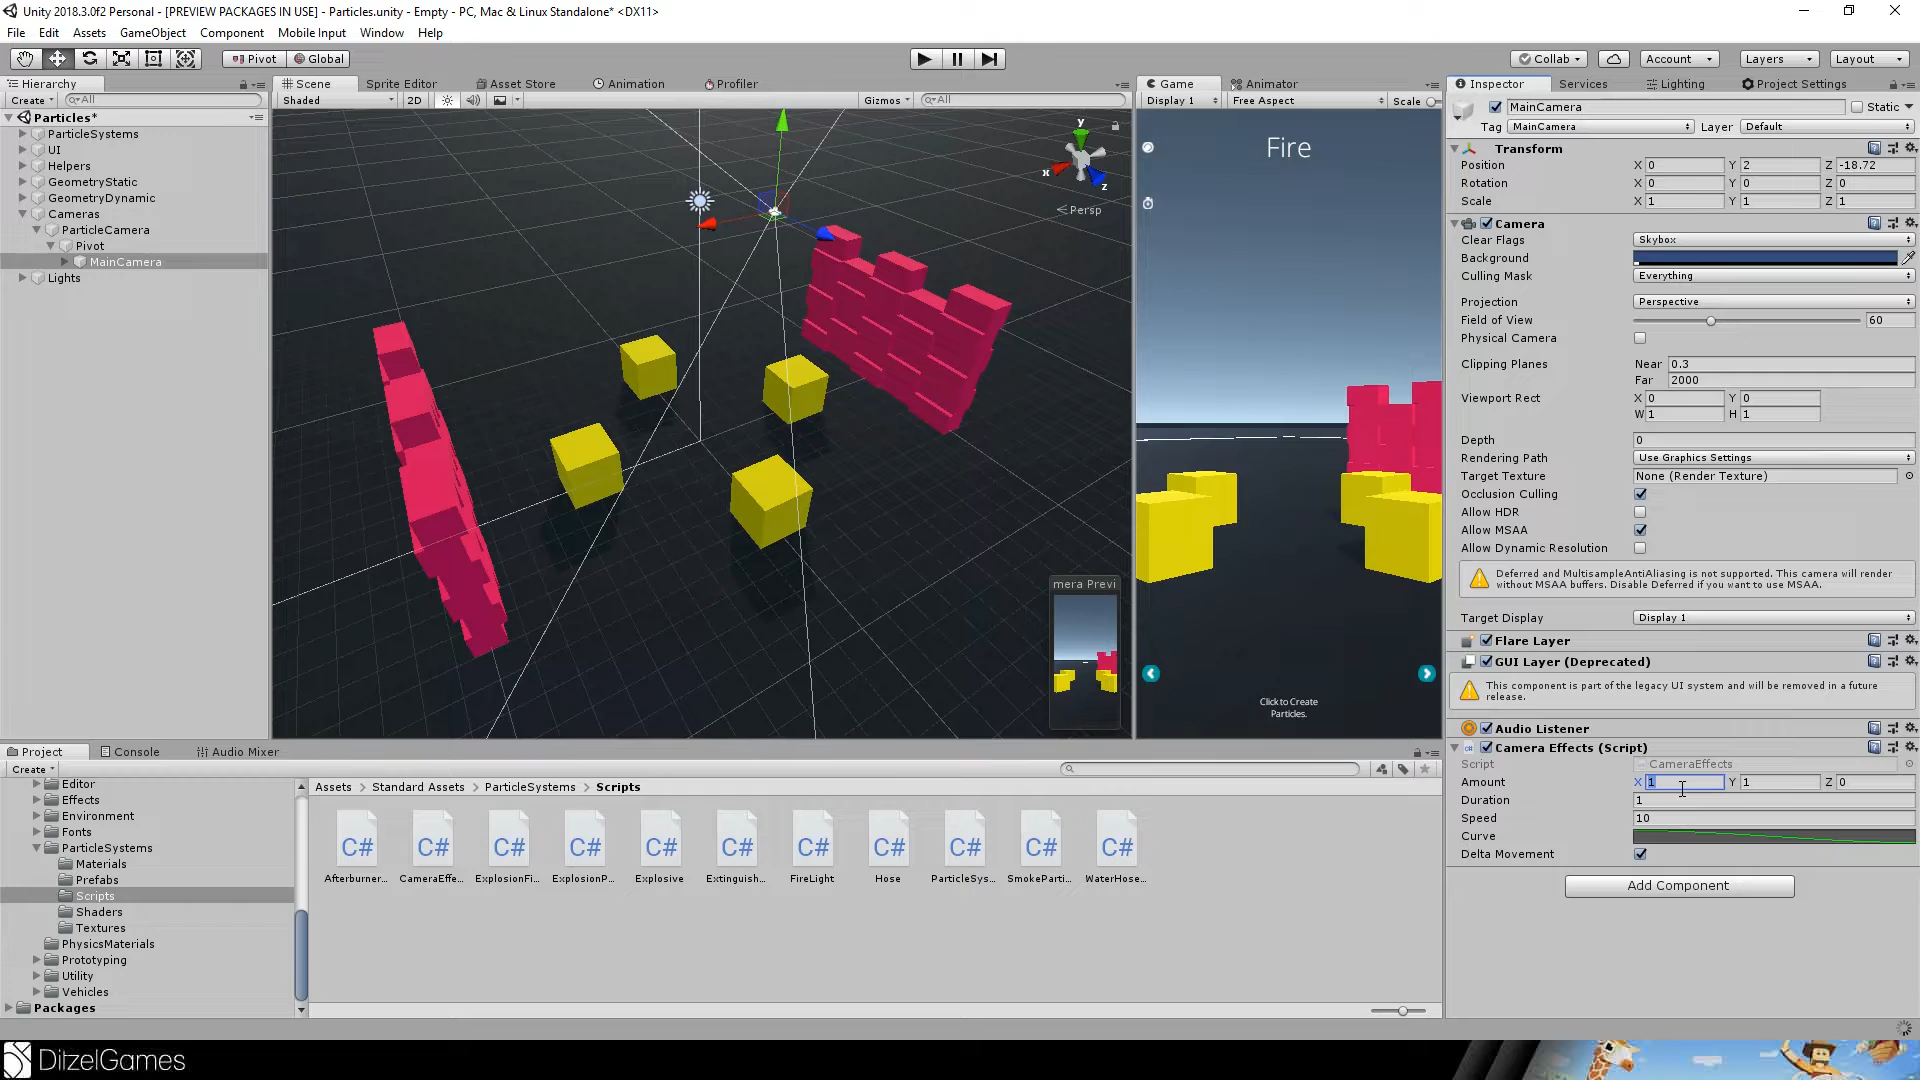 Unity 2018.3.0f2 Personal - [PREVIEW PACKAGES IN USE] - Particles.unity - Empty - PC, Mac & Linux Standalone* <DX11>
File Edit Assets GameObject Component Mobile Input Window Help
Pivot Global Collab Account Layers Layout
Hierarchy
Create All
Particles*
ParticleSystems
UI
Helpers
GeometryStatic
GeometryDynamic
Cameras
ParticleCamera
Pivot
MainCamera
Lights
Scene Sprite Editor Asset Store Animation Profiler
Shaded 2D Gizmos All
y
x
z
Persp
mera Previ
Game Animator
Display 1 Free Aspect Scale
Fire
Click to Create
Particles.
Inspector Services Lighting Project Settings
MainCamera Static
Tag MainCamera Layer Default
Transform
Position X 0 Y 2 Z -18.72
Rotation X 0 Y 0 Z 0
Scale X 1 Y 1 Z 1
Camera
Clear Flags Skybox
Background
Culling Mask Everything
Projection Perspective
Field of View 60
Physical Camera
Clipping Planes Near 0.3
Far 2000
Viewport Rect X 0 Y 0
W 1 H 1
Depth 0
Rendering Path Use Graphics Settings
Target Texture None (Render Texture)
Occlusion Culling
Allow HDR
Allow MSAA
Allow Dynamic Resolution
Deferred and MultisampleAntiAliasing is not supported. This camera will render
without MSAA buffers. Disable Deferred if you want to use MSAA.
Target Display Display 1
Flare Layer
GUI Layer (Deprecated)
This component is part of the legacy UI system and will be removed in a future
release.
Audio Listener
Camera Effects (Script)
Script CameraEffects
Amount X 1 Y 1 Z 0
Duration 1
Speed 10
Curve
Delta Movement
Add Component
Project Console Audio Mixer
Create
Editor
Effects
Environment
Fonts
ParticleSystems
Materials
Prefabs
Scripts
Shaders
Textures
PhysicsMaterials
Prototyping
Utility
Vehicles
Packages
Assets > Standard Assets > ParticleSystems > Scripts
C# C# C# C# C# C# C# C# C# C# C#
Afterburner... CameraEffe... ExplosionFi... ExplosionP... Explosive Extinguish... FireLight Hose ParticleSys... SmokeParti... WaterHose...
DitzelGames